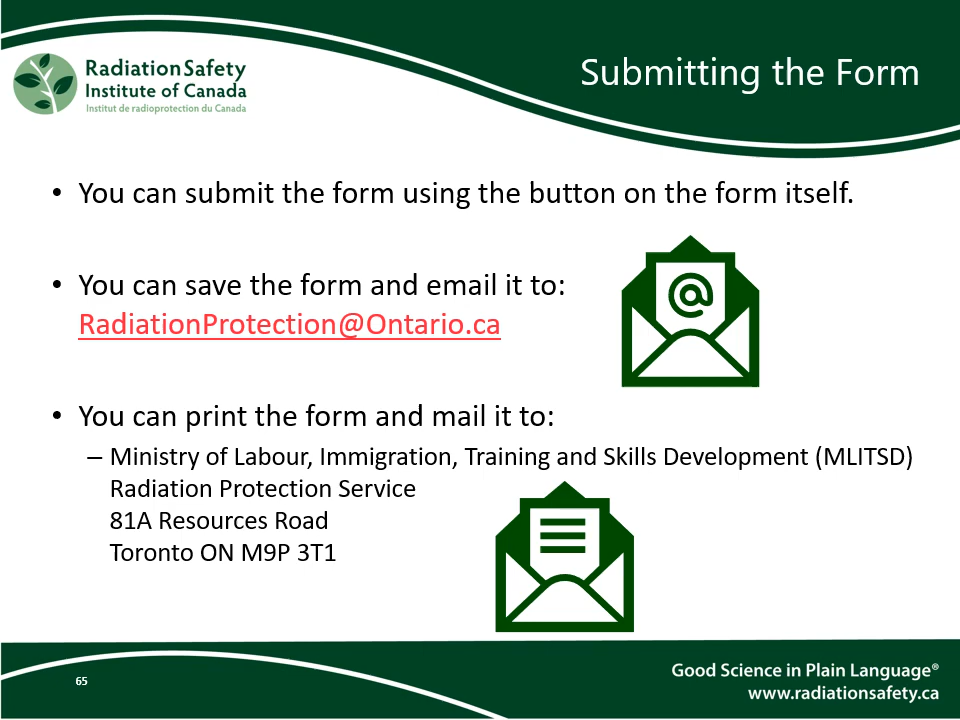 Radiation Safety
Institute of Canada
Institut de radioprotection du Canada
Submitting the Form
• You can submit the form using the button on the form itself.
• You can save the form and email it to:
RadiationProtection@Ontario.ca
@
• You can print the form and mail it to:
– Ministry of Labour, Immigration, Training and Skills Development (MLITSD)
Radiation Protection Service
81A Resources Road
Toronto ON M9P 3T1
65
Good Science in Plain Language®
www.radiationsafety.ca